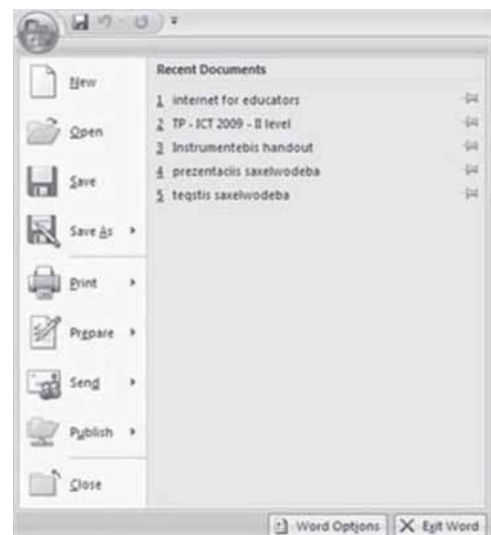 New
Open
Save
Save As
Print
Prepare
Send
Publish
Close
Recent Documents
1 internet for educators
2 TP - ICT 2009 - II level
3 Instrumentebis handout
4 prezentaciis saxelwodeba
5 teqstis saxelwodeba
Word Options
Exit Word